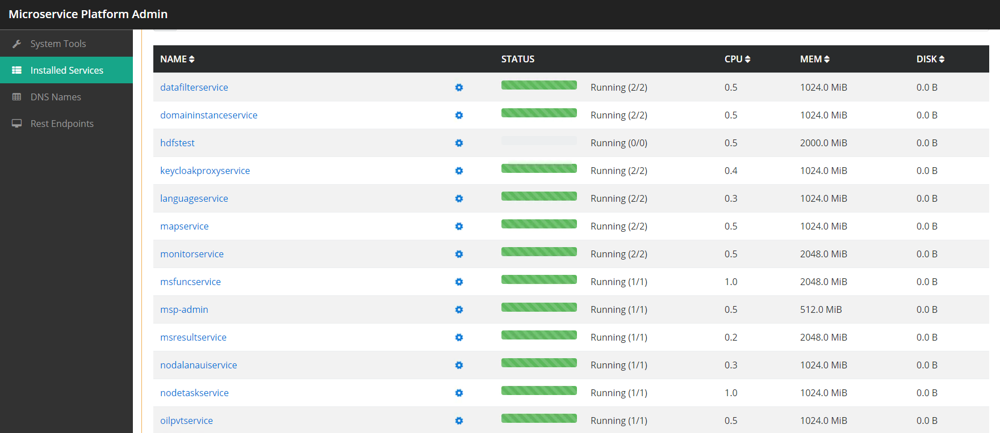 Microservice Platform Admin
System Tools
Installed Services
DNS Names
Rest Endpoints
NAME STATUS CPU MEM DISK
datafilterservice Running (2/2) 0.5 1024.0 MiB 0.0 B
domaininstanceservice Running (2/2) 0.5 1024.0 MiB 0.0 B
hdfstest Running (0/0) 0.5 2000.0 MiB 0.0 B
keycloakproxyservice Running (2/2) 0.4 1024.0 MiB 0.0 B
languageservice Running (2/2) 0.3 1024.0 MiB 0.0 B
mapservice Running (2/2) 0.5 1024.0 MiB 0.0 B
monitorservice Running (2/2) 0.5 2048.0 MiB 0.0 B
msfuncservice Running (1/1) 1.0 2048.0 MiB 0.0 B
msp-admin Running (1/1) 0.5 512.0 MiB 0.0 B
msresultservice Running (1/1) 0.2 2048.0 MiB 0.0 B
nodalanauiservice Running (1/1) 0.3 1024.0 MiB 0.0 B
nodetaskservice Running (1/1) 1.0 1024.0 MiB 0.0 B
oilpvtservice Running (1/1) 0.5 1024.0 MiB 0.0 B